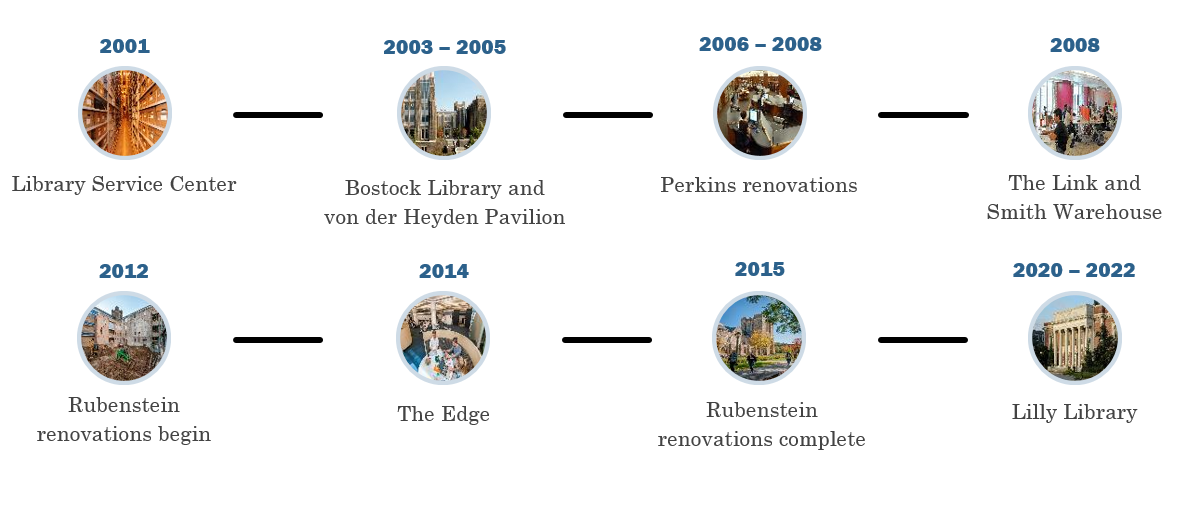 2001
2003 – 2005
2006 – 2008
2008
Library Service Center
Bostock Library and
von der Heyden Pavilion
Perkins renovations
The Link and
Smith Warehouse
2012
2014
2015
2020 – 2022
Rubenstein
renovations begin
The Edge
Rubenstein
renovations complete
Lilly Library